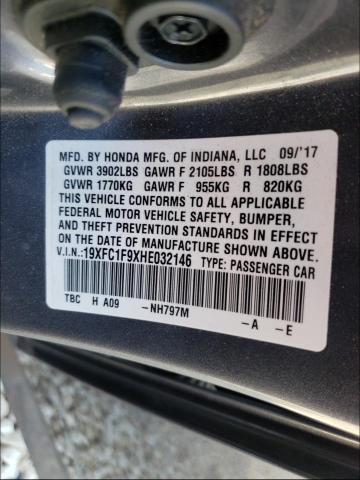 MFD. BY HONDA MFG. OF INDIANA, LLC 09/'17
GVWR 3902LBS GAWR F 2105LBS R 1808LBS
GVWR 1770KG GAWR F 955KG R 820KG
THIS VEHICLE CONFORMS TO ALL APPLICABLE
FEDERAL MOTOR VEHICLE SAFETY, BUMPER,
AND THEFT PREVENTION STANDARDS IN EFFECT
ON THE DATE OF MANUFACTURE SHOWN ABOVE.
V.I.N.:19XFC1F9XHE032146 TYPE: PASSENGER CAR
TBC H A09 -NH797M -A -E